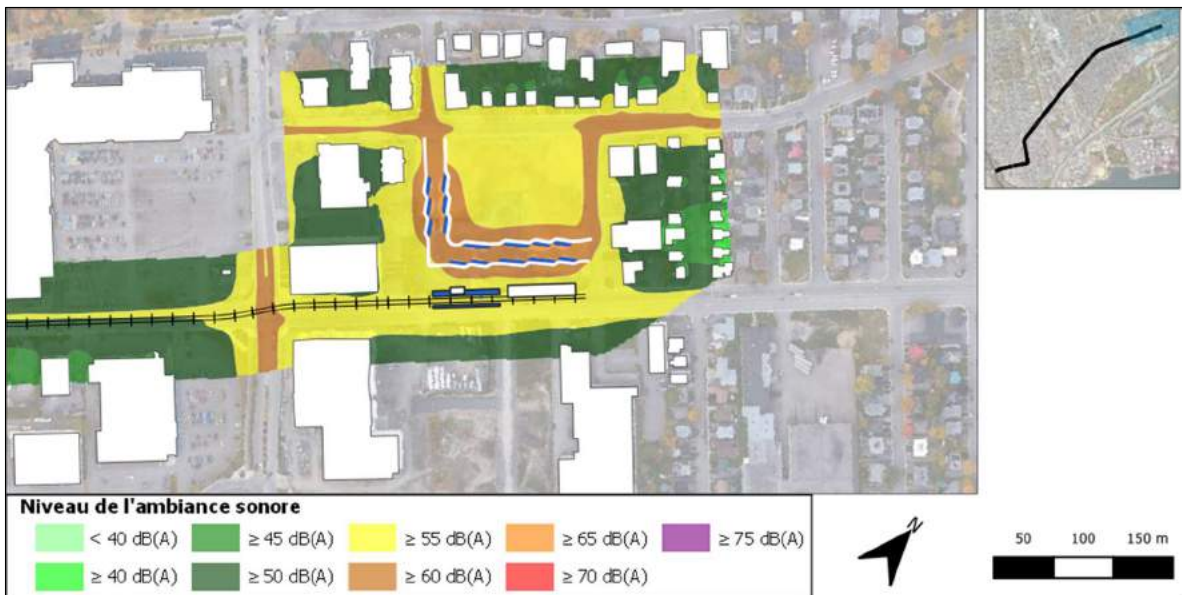 Niveau de l'ambiance sonore
< 40 dB(A)
≥ 45 dB(A)
≥ 55 dB(A)
≥ 65 dB(A)
≥ 75 dB(A)
≥ 40 dB(A)
≥ 50 dB(A)
≥ 60 dB(A)
≥ 70 dB(A)
N
50 100 150 m